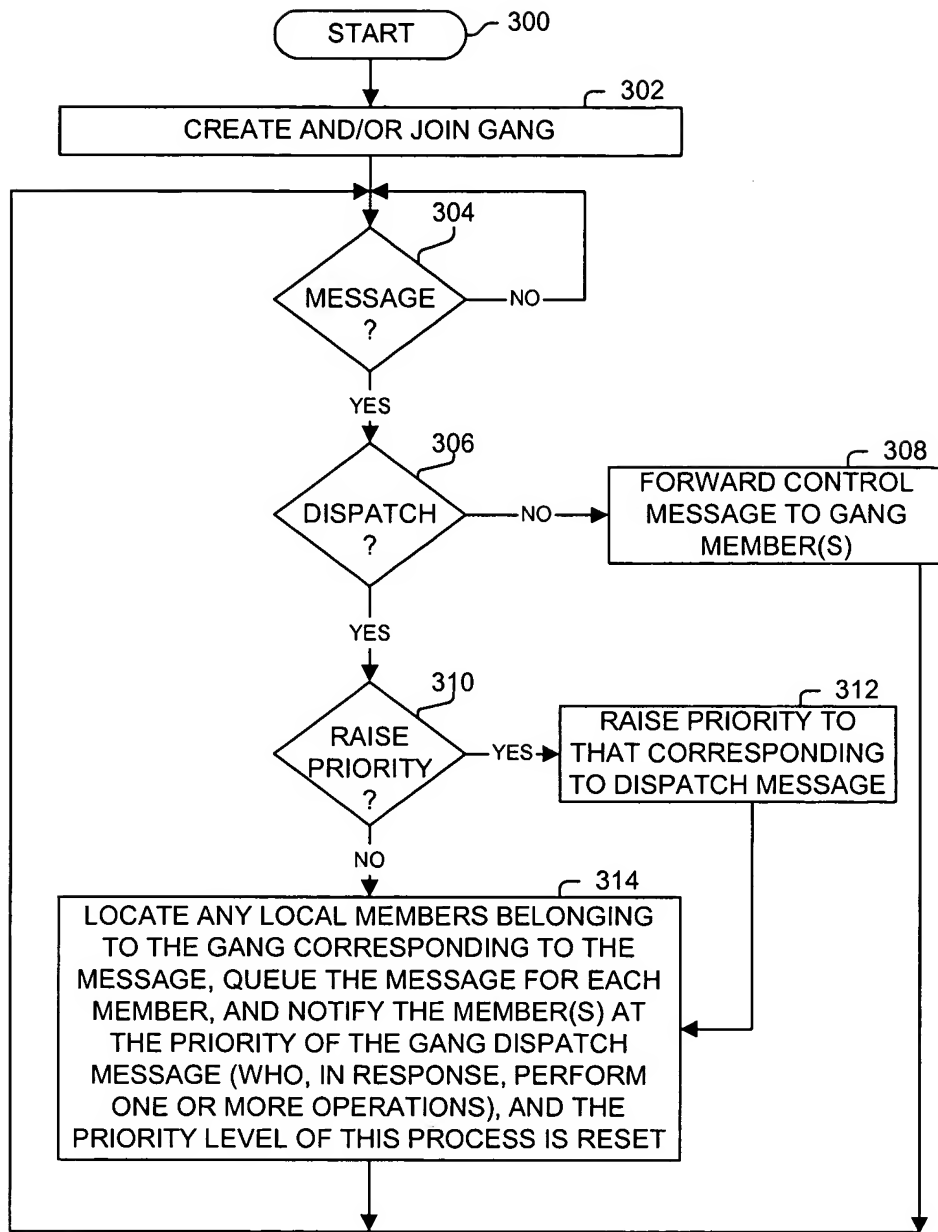 START
300
302
CREATE AND/OR JOIN GANG
304
MESSAGE
?
NO
YES
306
DISPATCH
?
NO
308
FORWARD CONTROL
MESSAGE TO GANG
MEMBER(S)
YES
310
RAISE
PRIORITY
?
YES
312
RAISE PRIORITY TO
THAT CORRESPONDING
TO DISPATCH MESSAGE
NO
314
LOCATE ANY LOCAL MEMBERS BELONGING
TO THE GANG CORRESPONDING TO THE
MESSAGE, QUEUE THE MESSAGE FOR EACH
MEMBER, AND NOTIFY THE MEMBER(S) AT
THE PRIORITY OF THE GANG DISPATCH
MESSAGE (WHO, IN RESPONSE, PERFORM
ONE OR MORE OPERATIONS), AND THE
PRIORITY LEVEL OF THIS PROCESS IS RESET